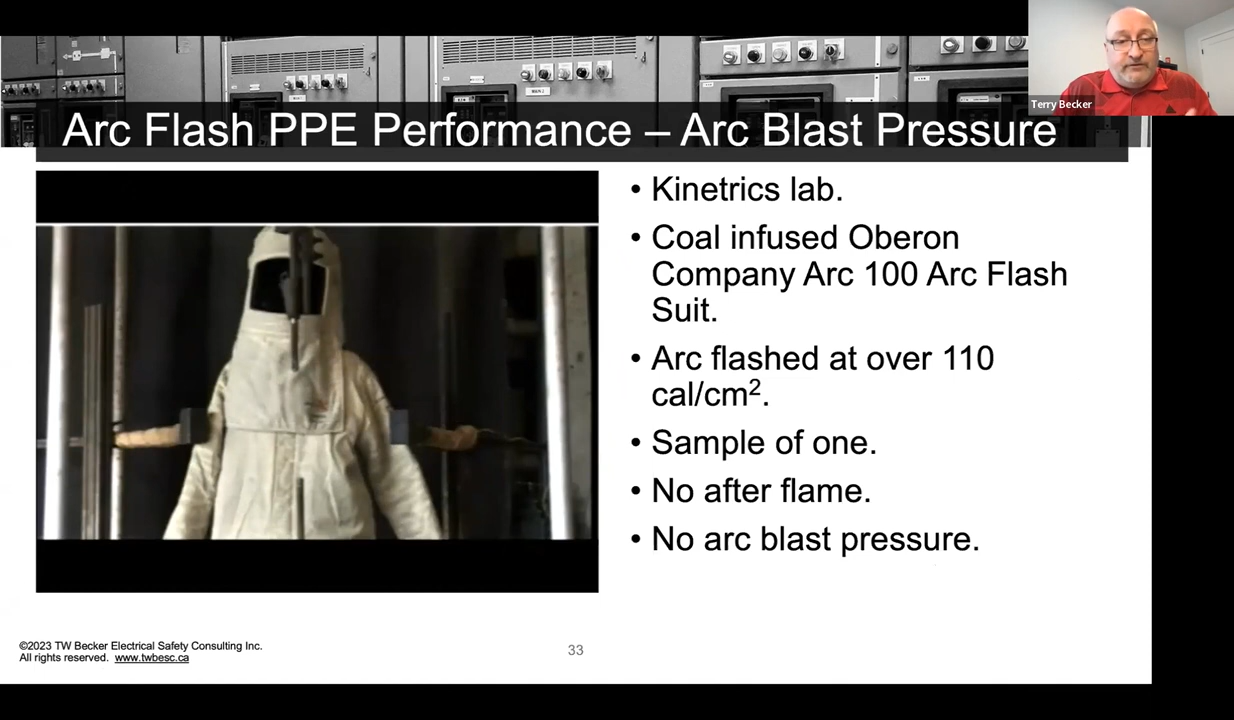 Terry Becker
MAIN 2
Arc Flash PPE Performance – Arc Blast Pressure
• Kinetrics lab.
• Coal infused Oberon
Company Arc 100 Arc Flash
Suit.
• Arc flashed at over 110
cal/cm².
• Sample of one.
• No after flame.
• No arc blast pressure.
©2023 TW Becker Electrical Safety Consulting Inc.
All rights reserved. www.twbesc.ca
33